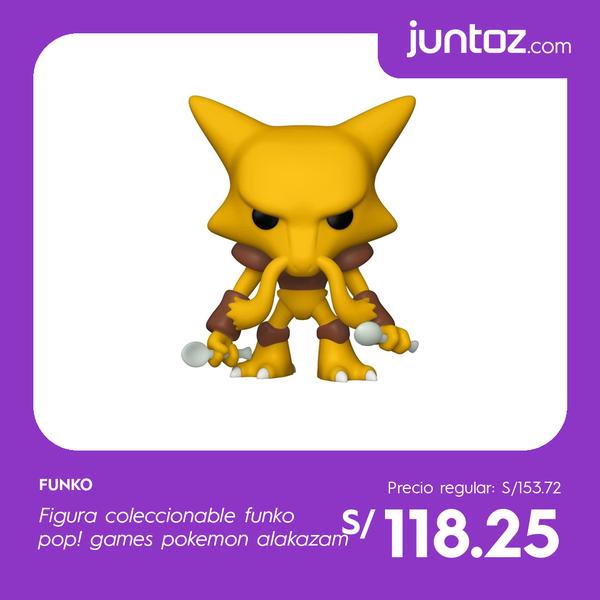 juntoz.com
FUNKO
Figura coleccionable funko
pop! games pokemon alakazam
Precio regular: S/153.72
S/118.25